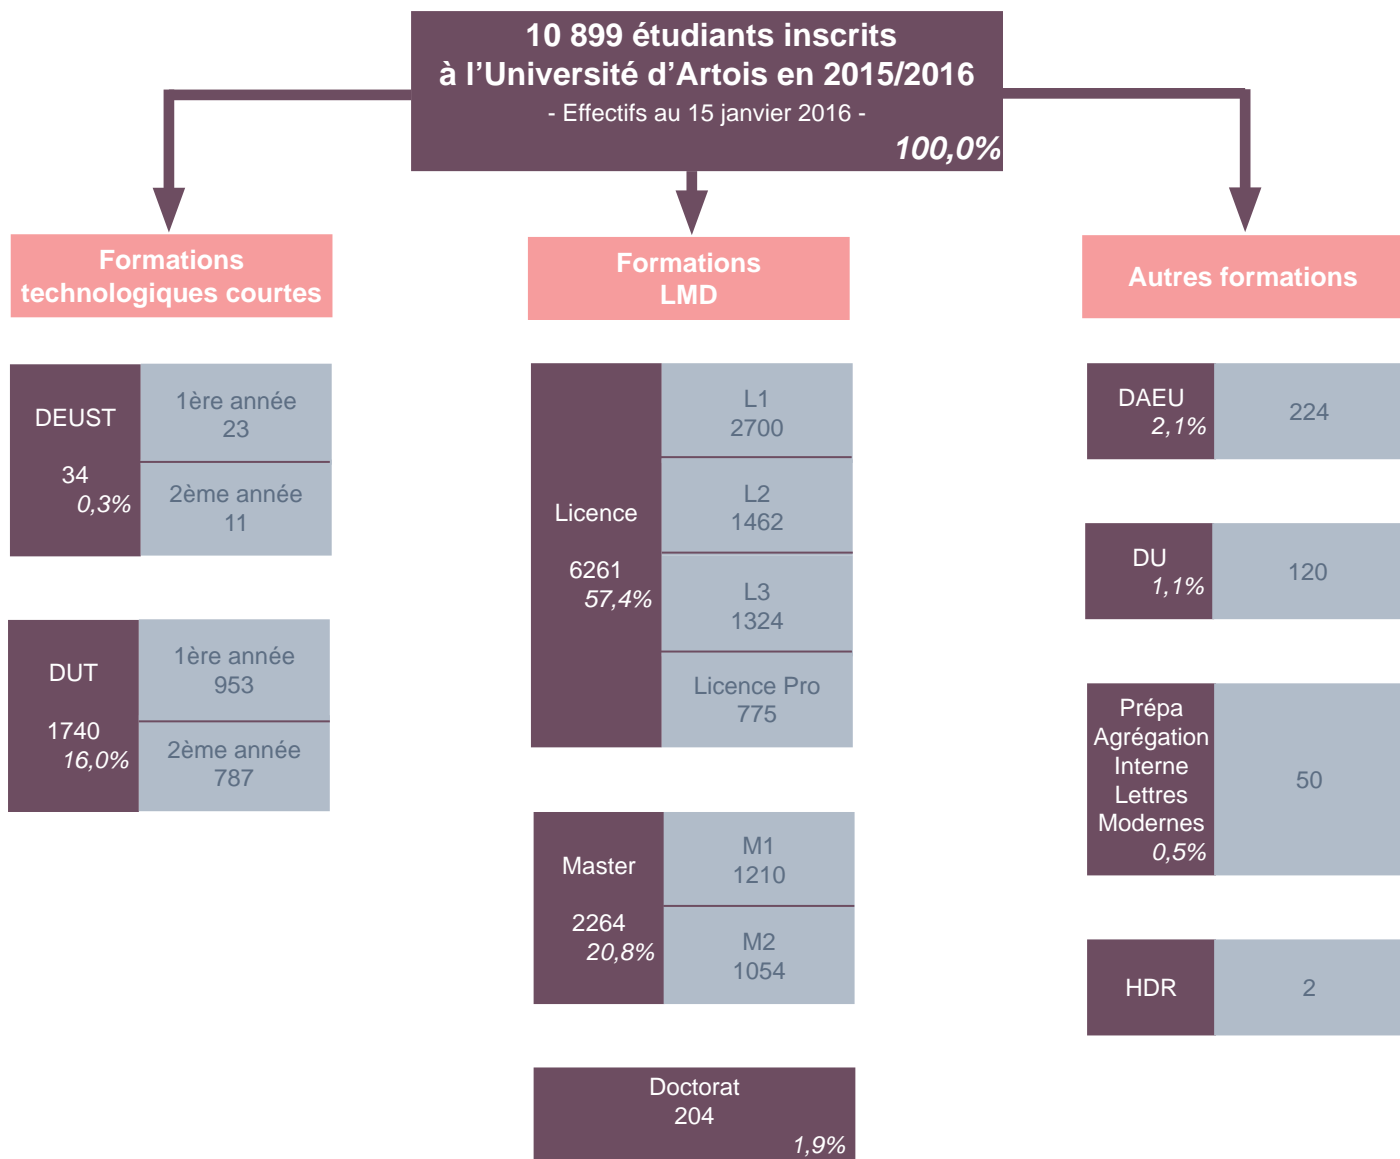 10 899 étudiants inscrits
à l'Université d'Artois en 2015/2016
- Effectifs au 15 janvier 2016 -
100,0%
Formations
technologiques courtes
DEUST
34
0,3%
1ère année
23
2ème année
11
DUT
1740
16,0%
1ère année
953
2ème année
787
Formations
LMD
Licence
6261
57,4%
L1
2700
L2
1462
L3
1324
Licence Pro
775
Master
2264
20,8%
M1
1210
M2
1054
Doctorat
204
1,9%
Autres formations
DAEU
2,1%
224
DU
1,1%
120
Prépa
Agrégation
Interne
Lettres
Modernes
0,5%
50
HDR
2